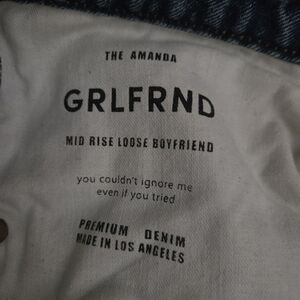 THE AMANDA
GRLFRND
MID RISE LOOSE BOYFRIEND
you couldn't ignore me
even if you tried
PREMIUM DENIM
MADE IN LOS ANGELES